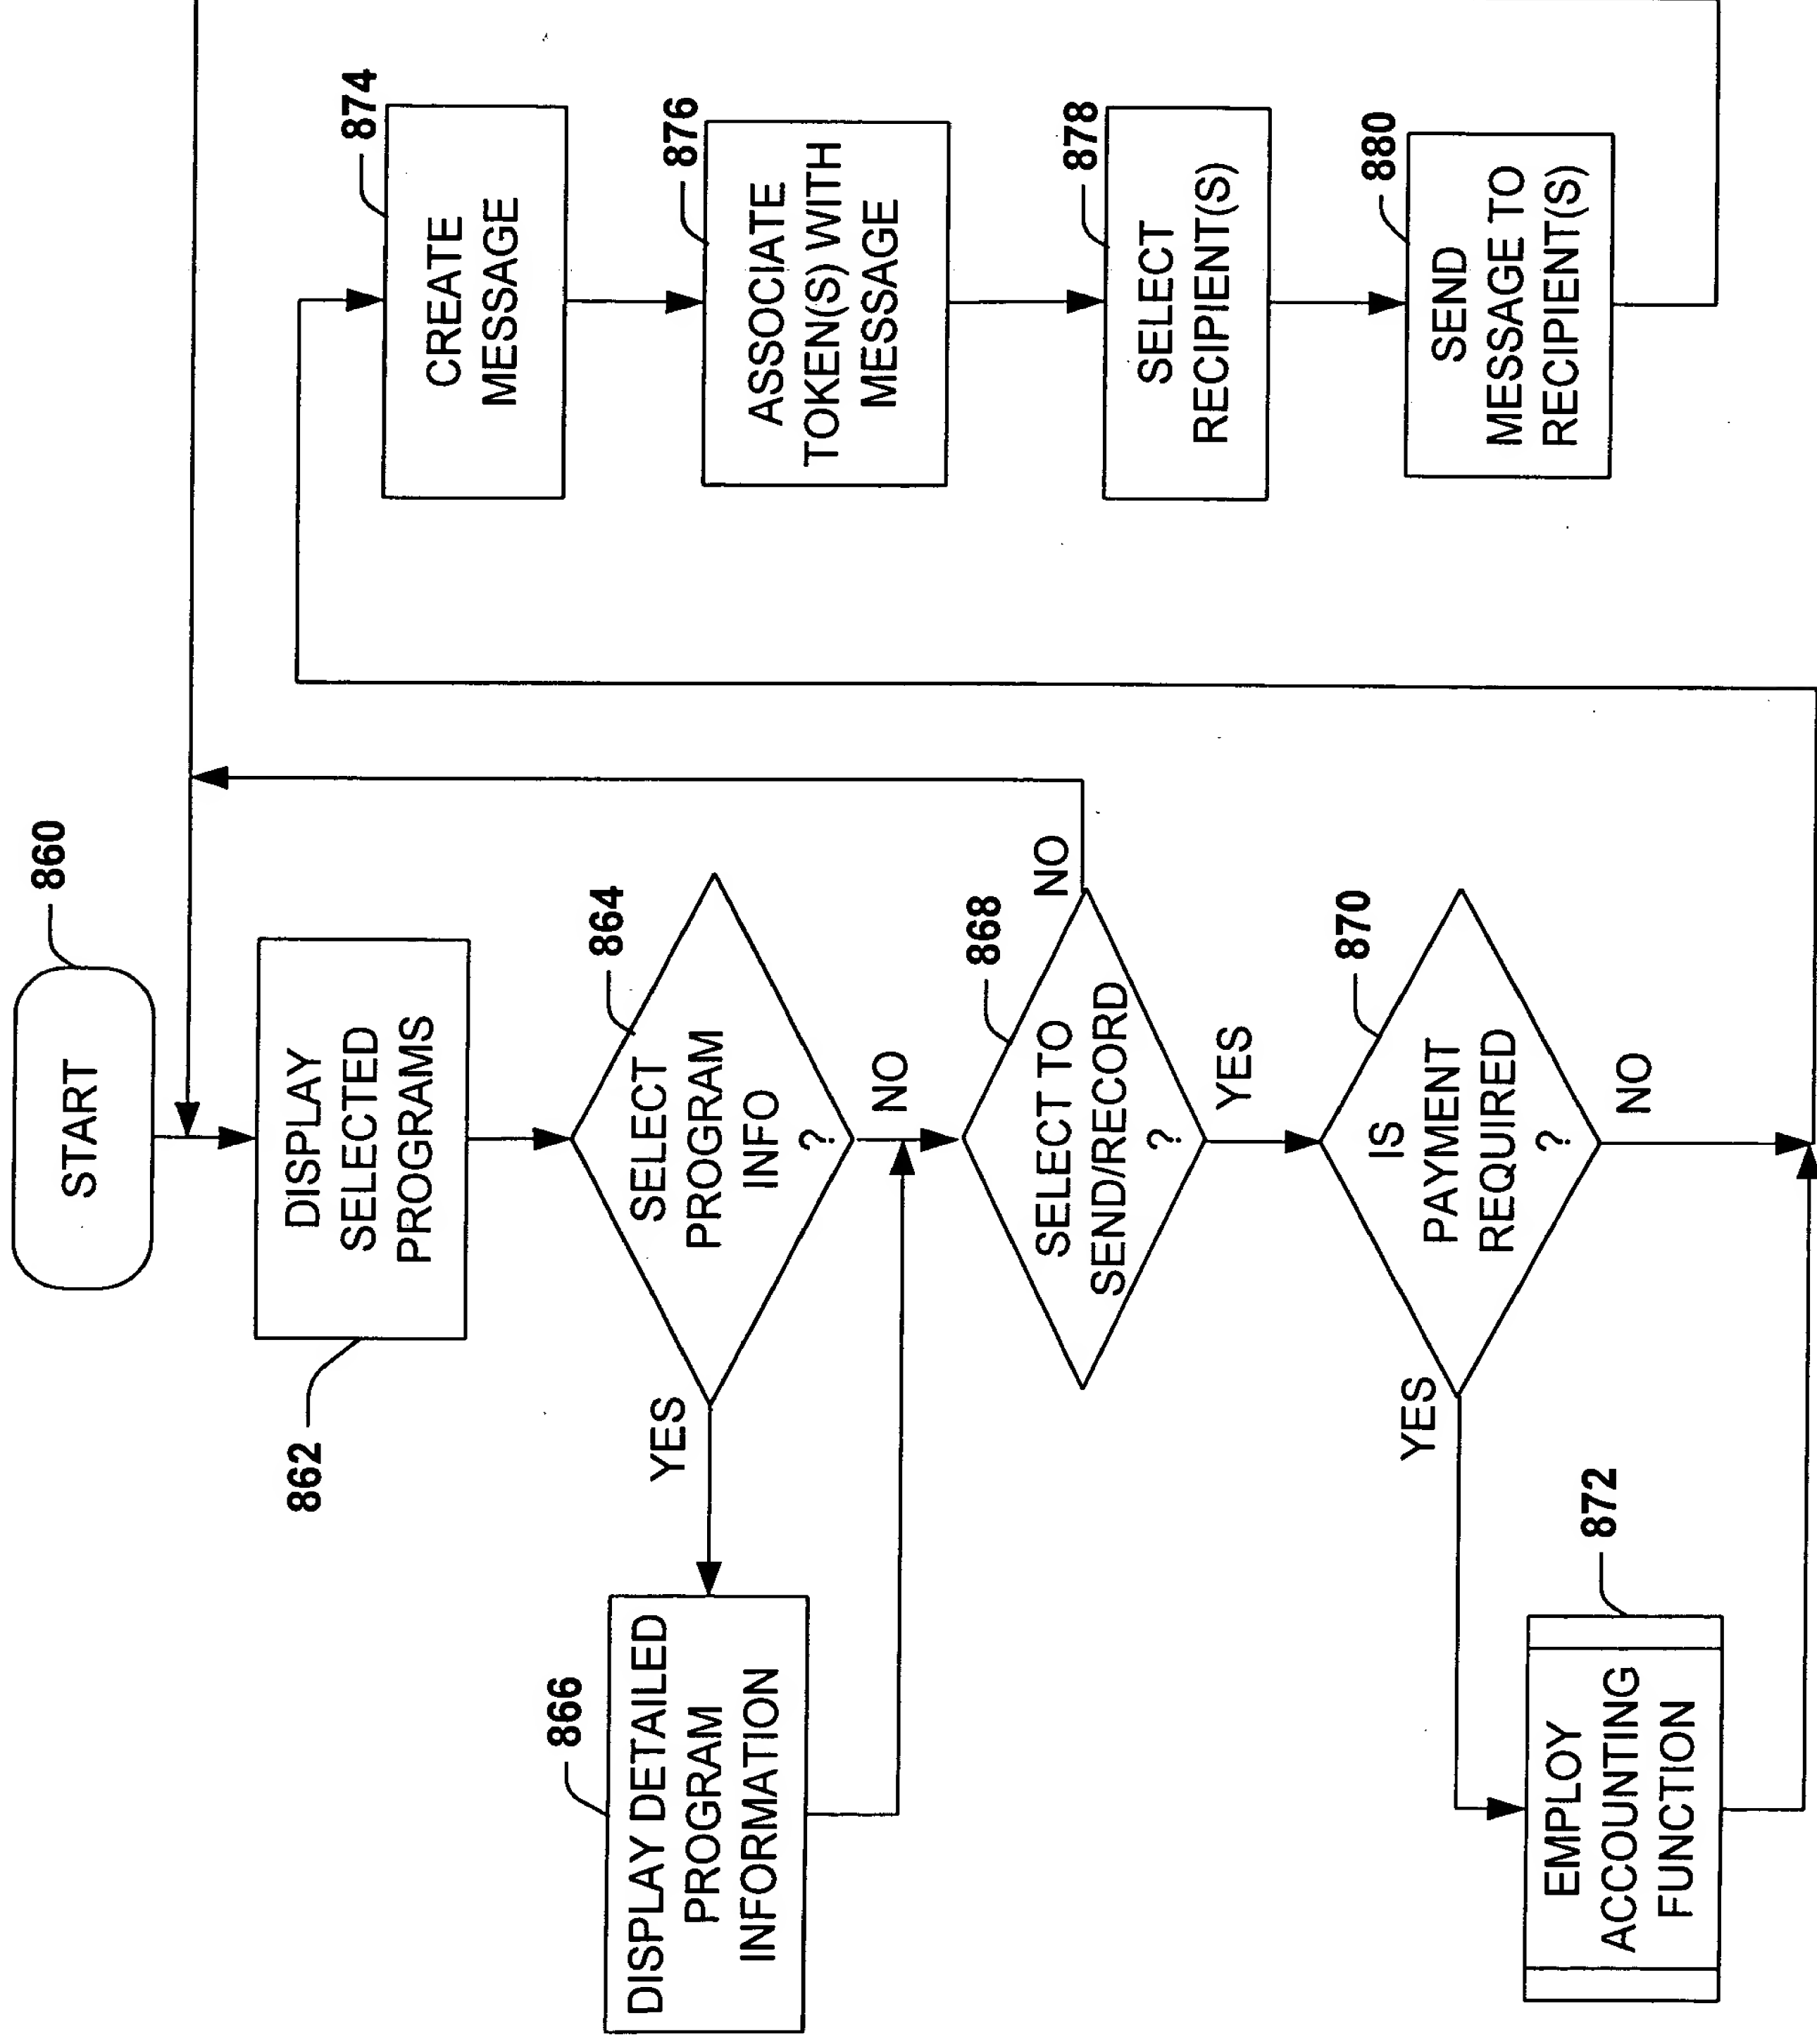 860
START
862
DISPLAY
SELECTED
PROGRAMS
864
SELECT
PROGRAM
INFO
?
YES
NO
866
DISPLAY DETAILED
PROGRAM
INFORMATION
868
SELECT TO
SEND/RECORD
?
NO
YES
870
IS
PAYMENT
REQUIRED
?
YES
NO
872
EMPLOY
ACCOUNTING
FUNCTION
874
CREATE
MESSAGE
876
ASSOCIATE
TOKEN(S) WITH
MESSAGE
878
SELECT
RECIPIENT(S)
880
SEND
MESSAGE TO
RECIPIENT(S)